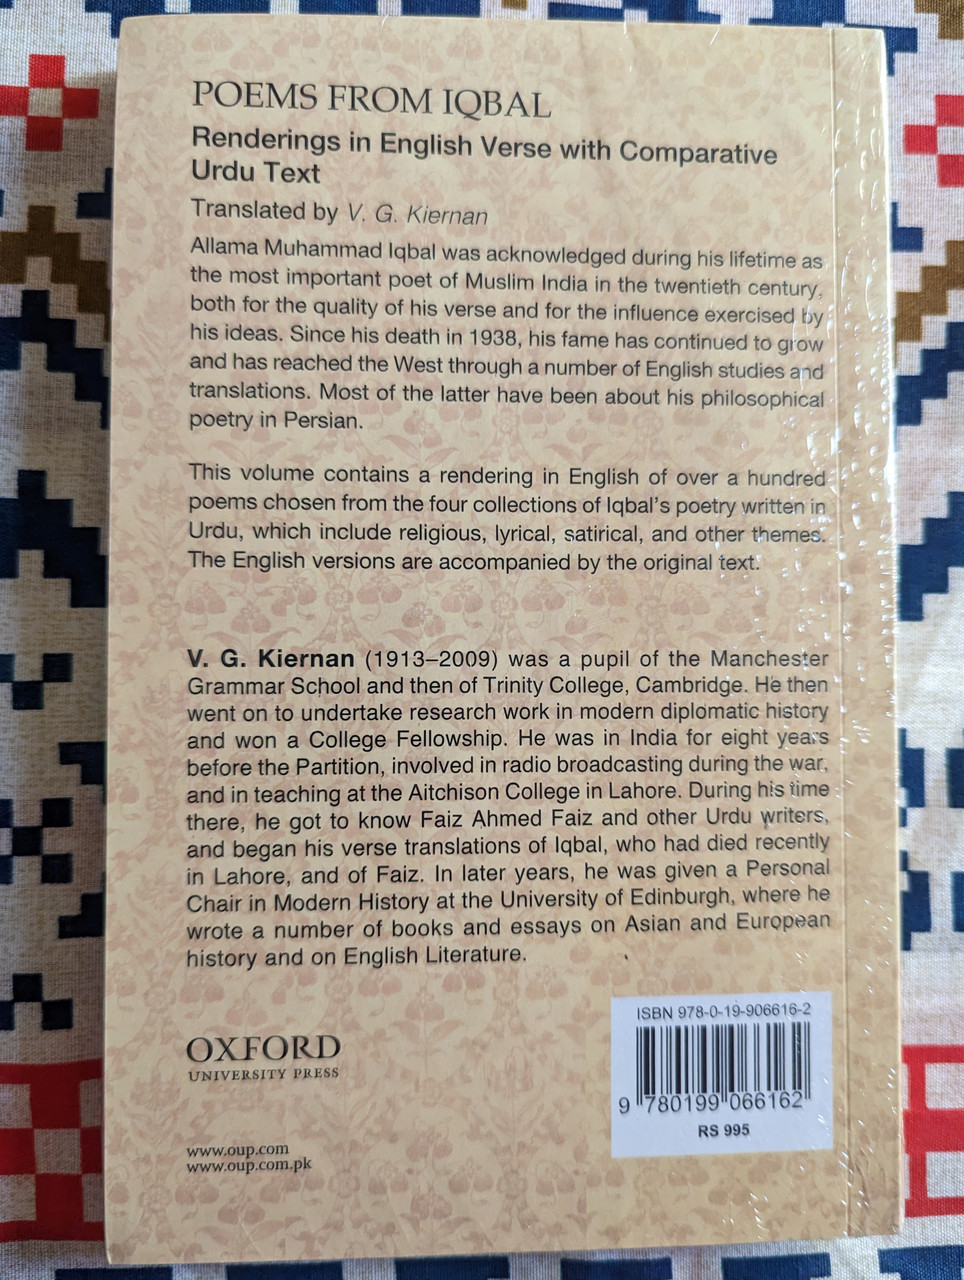 POEMS FROM IQBAL
Renderings in English Verse with Comparative
Urdu Text
Translated by V. G. Kiernan
Allama Muhammad Iqbal was acknowledged during his lifetime as
the most important poet of Muslim India in the twentieth century,
both for the quality of his verse and for the influence exercised by
his ideas. Since his death in 1938, his fame has continued to grow
and has reached the West through a number of English studies and
translations. Most of the latter have been about his philosophical
poetry in Persian.
This volume contains a rendering in English of over a hundred
poems chosen from the four collections of Iqbal's poetry written in
Urdu, which include religious, lyrical, satirical, and other themes.
The English versions are accompanied by the original text.
V. G. Kiernan (1913–2009) was a pupil of the Manchester
Grammar School and then of Trinity College, Cambridge. He then
went on to undertake research work in modern diplomatic history
and won a College Fellowship. He was in India for eight years
before the Partition, involved in radio broadcasting during the war,
and in teaching at the Aitchison College in Lahore. During his time
there, he got to know Faiz Ahmed Faiz and other Urdu writers,
and began his verse translations of Iqbal, who had died recently
in Lahore, and of Faiz. In later years, he was given a Personal
Chair in Modern History at the University of Edinburgh, where he
wrote a number of books and essays on Asian and European
history and on English Literature.
ISBN 978-0-19-906616-2
9 780199 066162
RS 995
OXFORD
UNIVERSITY PRESS
www.oup.com
www.oup.com.pk